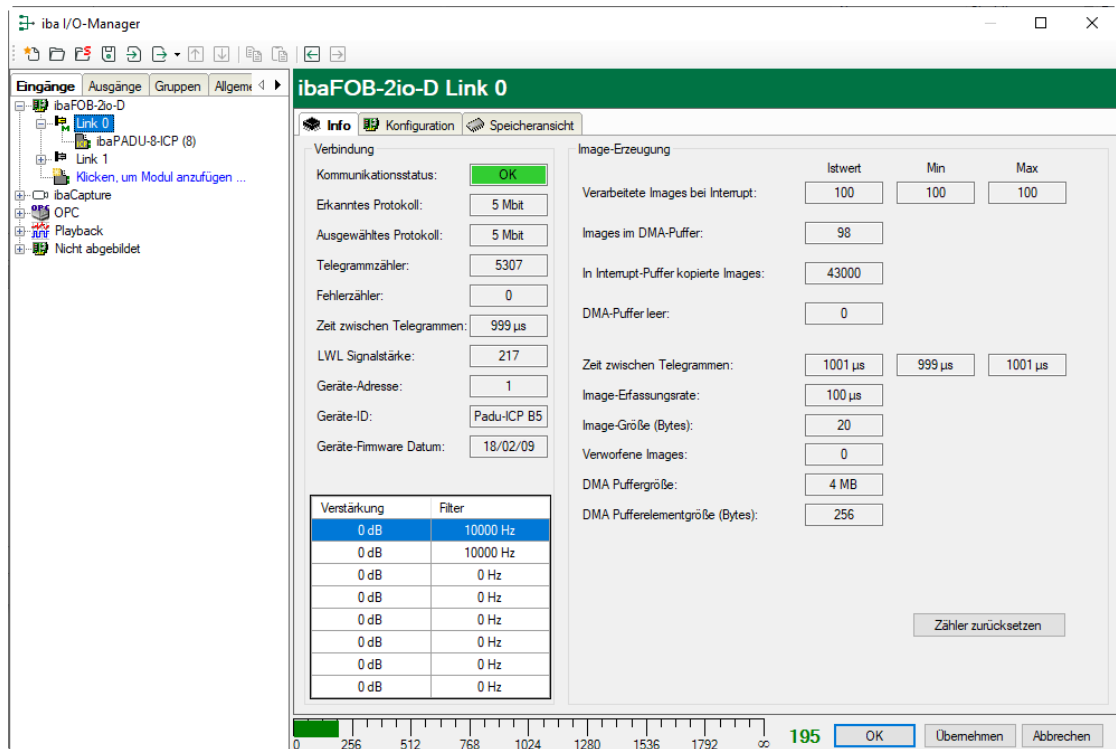 iba I/O-Manager
Eingänge Ausgänge Gruppen Allgeme
ibaFOB-2io-D
Link 0
ibaPADU-8-ICP (8)
Link 1
Klicken, um Modul anzufügen ...
ibaCapture
OPC
Playback
Nicht abgebildet
ibaFOB-2io-D Link 0
Info Konfiguration Speicheransicht
Verbindung
Kommunikationsstatus: OK
Erkanntes Protokoll: 5 Mbit
Ausgewähltes Protokoll: 5 Mbit
Telegrammzähler: 5307
Fehlerzähler: 0
Zeit zwischen Telegrammen: 999 µs
LWL Signalstärke: 217
Geräte-Adresse: 1
Geräte-ID: Padu-ICP B5
Geräte-Firmware Datum: 18/02/09
Verstärkung Filter
0 dB 10000 Hz
0 dB 10000 Hz
0 dB 0 Hz
0 dB 0 Hz
0 dB 0 Hz
0 dB 0 Hz
0 dB 0 Hz
0 dB 0 Hz
Image-Erzeugung
Istwert Min Max
Verarbeitete Images bei Interrupt: 100 100 100
Images im DMA-Puffer: 98
In Interrupt-Puffer kopierte Images: 43000
DMA-Puffer leer: 0
Zeit zwischen Telegrammen: 1001 µs 999 µs 1001 µs
Image-Erfassungsrate: 100 µs
Image-Größe (Bytes): 20
Verworfene Images: 0
DMA Puffergröße: 4 MB
DMA Pufferelementgröße (Bytes): 256
Zähler zurücksetzen
0 256 512 768 1024 1280 1536 1792 ∞ 195 OK Übernehmen Abbrechen